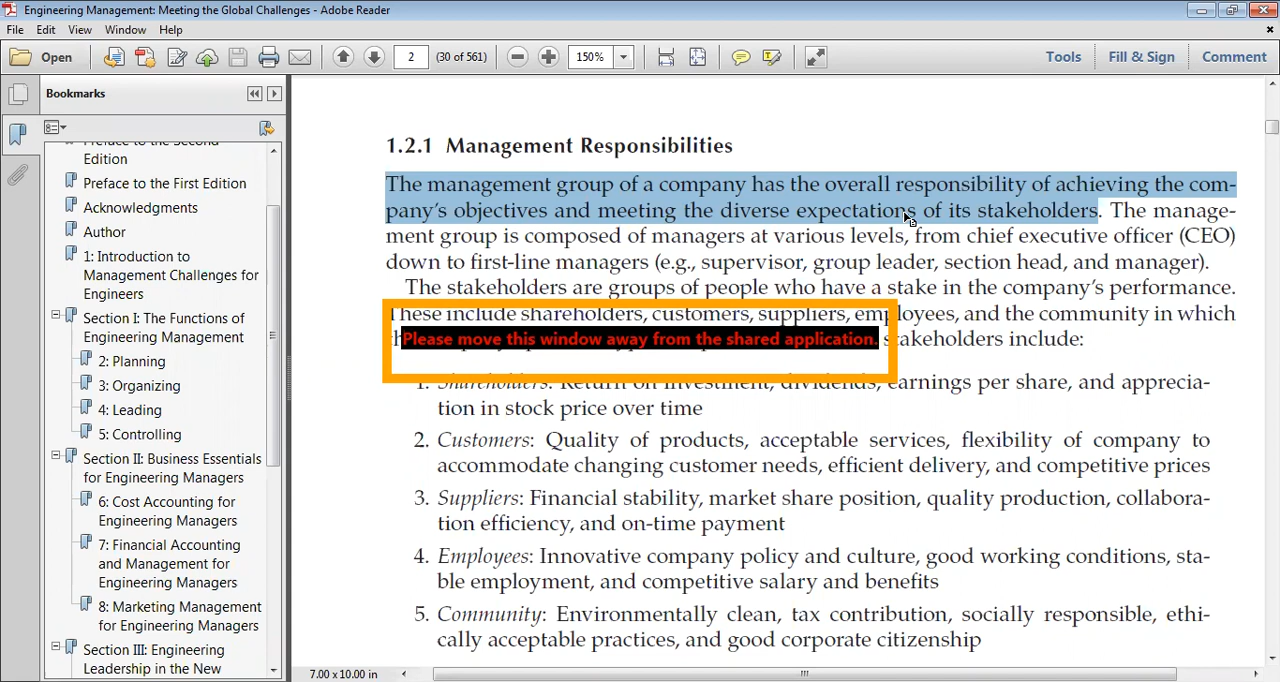 Engineering Management: Meeting the Global Challenges - Adobe Reader
File Edit View Window Help
Open 2 (30 of 561) 150% Tools Fill & Sign Comment
Bookmarks
Preface to the Second
Edition
Preface to the First Edition
Acknowledgments
Author
1: Introduction to
Management Challenges for
Engineers
Section I: The Functions of
Engineering Management
2: Planning
3: Organizing
4: Leading
5: Controlling
Section II: Business Essentials
for Engineering Managers
6: Cost Accounting for
Engineering Managers
7: Financial Accounting
and Management for
Engineering Managers
8: Marketing Management
for Engineering Managers
Section III: Engineering
Leadership in the New
1.2.1 Management Responsibilities
The management group of a company has the overall responsibility of achieving the com-
pany's objectives and meeting the diverse expectations of its stakeholders. The manage-
ment group is composed of managers at various levels, from chief executive officer (CEO)
down to first-line managers (e.g., supervisor, group leader, section head, and manager).
The stakeholders are groups of people who have a stake in the company's performance.
These include shareholders, customers, suppliers, employees, and the community in which
Please move this window away from the shared application.
stakeholders include:
1. Shareholders: Return on investment, dividends, earnings per share, and apprecia-
tion in stock price over time
2. Customers: Quality of products, acceptable services, flexibility of company to
accommodate changing customer needs, efficient delivery, and competitive prices
3. Suppliers: Financial stability, market share position, quality production, collabora-
tion efficiency, and on-time payment
4. Employees: Innovative company policy and culture, good working conditions, sta-
ble employment, and competitive salary and benefits
5. Community: Environmentally clean, tax contribution, socially responsible, ethi-
cally acceptable practices, and good corporate citizenship
7.00 x 10.00 in